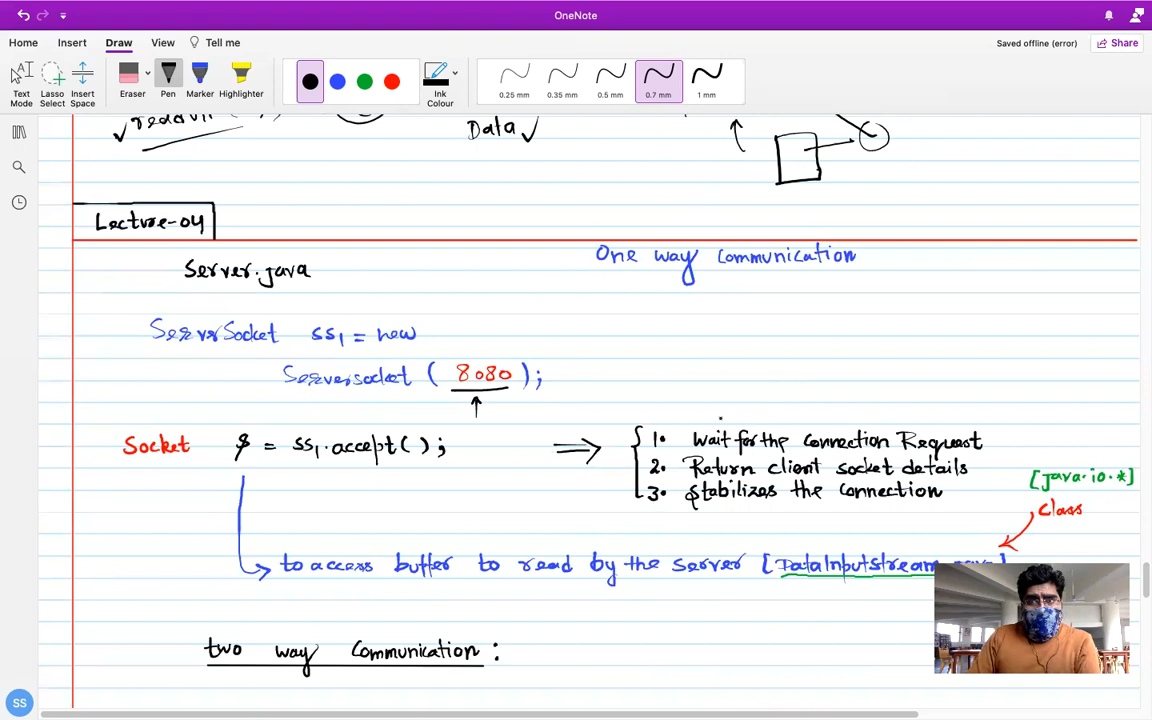 OneNote
Home Insert Draw View Tell me
Saved offline (error) Share
Text Mode
Lasso Select
Insert Space
Eraser
Pen
Marker
Highlighter
Ink Colour
0.25 mm 0.35 mm 0.5 mm 0.7 mm 1 mm
Data
Lecture-04
Server.java
One way communication
ServerSocket ss1 = new
Serversocket ( 8080 );
Socket = ss1.accept();
1. Wait for the connection Request
2. Return client socket details
3. Stabilizes the connection
[java.io.*]
class
to access buffer to read by the server [DataInputStream
two way communication :
SS